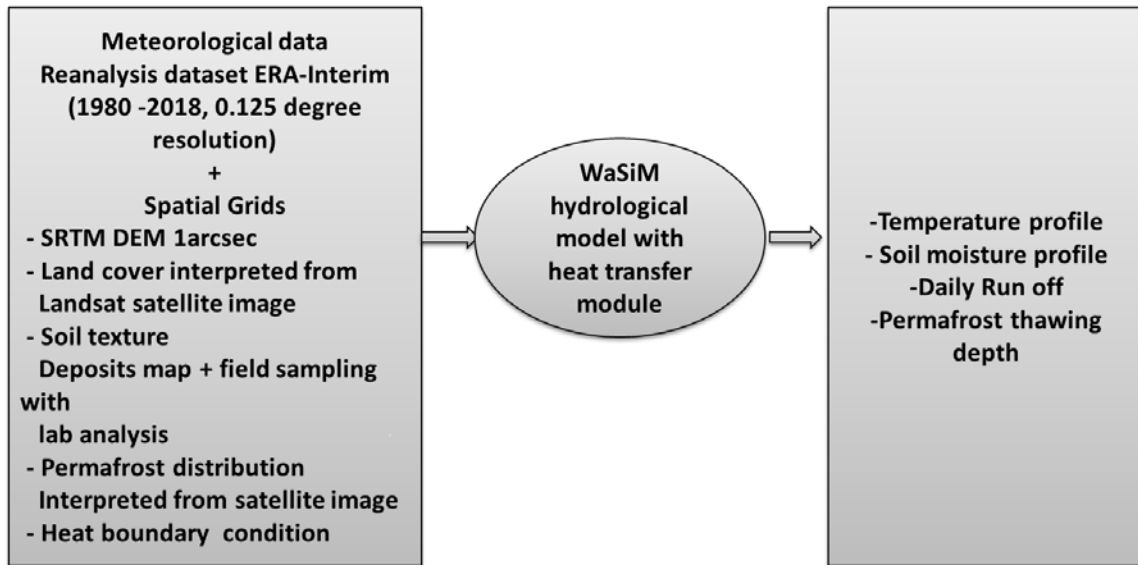 Meteorological data
Reanalysis dataset ERA-Interim
(1980 -2018, 0.125 degree
resolution)
+
Spatial Grids
- SRTM DEM 1arcsec
- Land cover interpreted from
Landsat satellite image
- Soil texture
Deposits map + field sampling
with
lab analysis
- Permafrost distribution
Interpreted from satellite image
- Heat boundary condition
WaSiM
hydrological
model with
heat transfer
module
-Temperature profile
- Soil moisture profile
-Daily Run off
-Permafrost thawing
depth